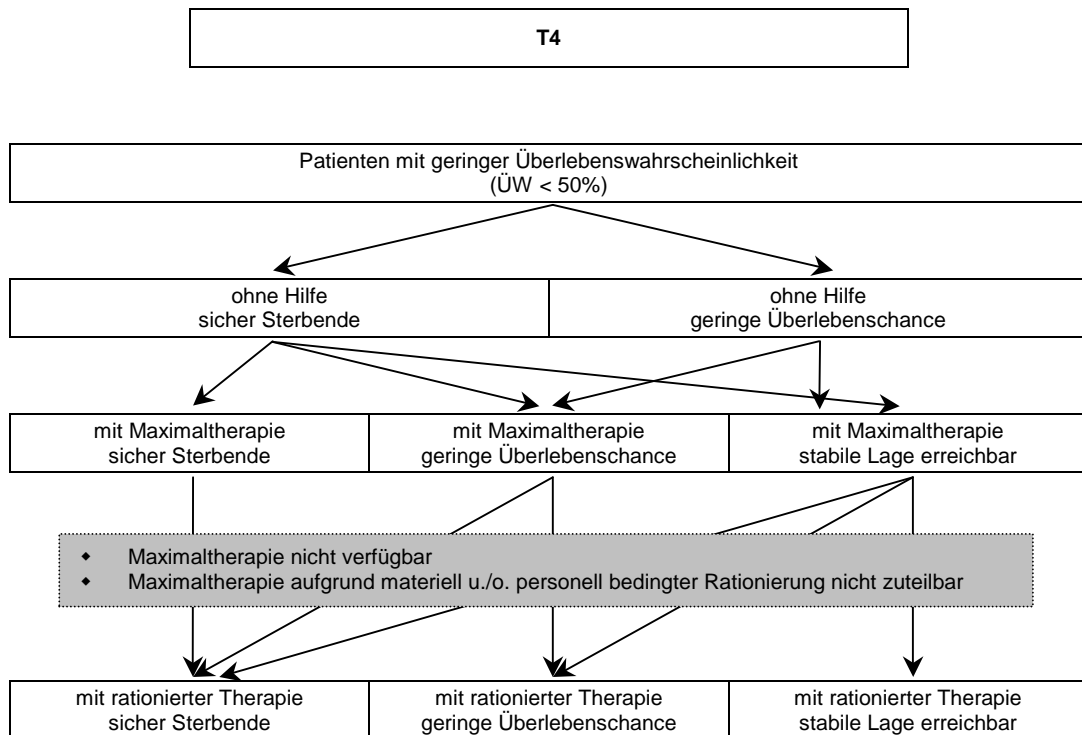 T4
Patienten mit geringer Überlebenswahrscheinlichkeit
(ÜW < 50%)
ohne Hilfe
sicher Sterbende
ohne Hilfe
geringe Überlebenschance
mit Maximaltherapie
sicher Sterbende
mit Maximaltherapie
geringe Überlebenschance
mit Maximaltherapie
stabile Lage erreichbar
◆ Maximaltherapie nicht verfügbar
◆ Maximaltherapie aufgrund materiell u./o. personell bedingter Rationierung nicht zuteilbar
mit rationierter Therapie
sicher Sterbende
mit rationierter Therapie
geringe Überlebenschance
mit rationierter Therapie
stabile Lage erreichbar